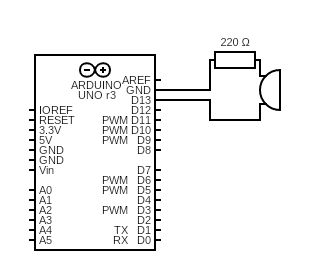 220 Ω
ARDUINO
UNO r3
AREF
GND
D13
IOREF D12
RESET PWM D11
3.3V PWM D10
5V PWM D9
GND D8
GND
Vin D7
PWM D6
A0 PWM D5
A1 D4
A2 PWM D3
A3 D2
A4 TX D1
A5 RX D0